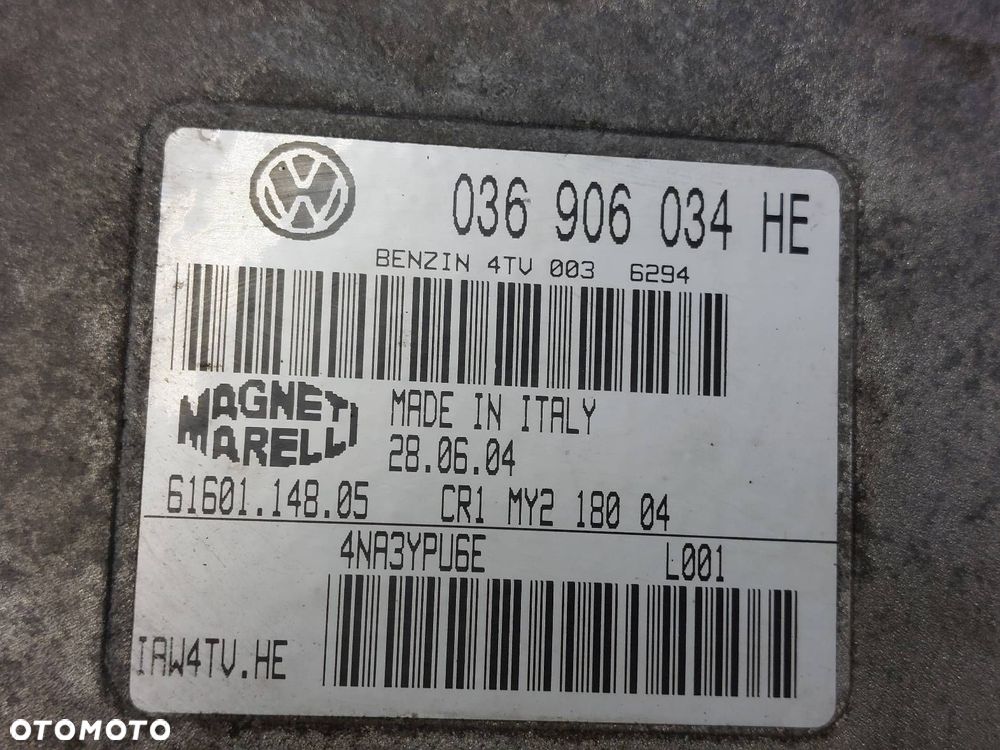 036 906 034 HE
BENZIN 4TV 003 6294
MAGNETI
MARELLI
MADE IN ITALY
28.06.04
61601.148.05 CR1 MY2 180 04
4NA3YPU6E L001
IAW4TV.HE
OTOMOTO